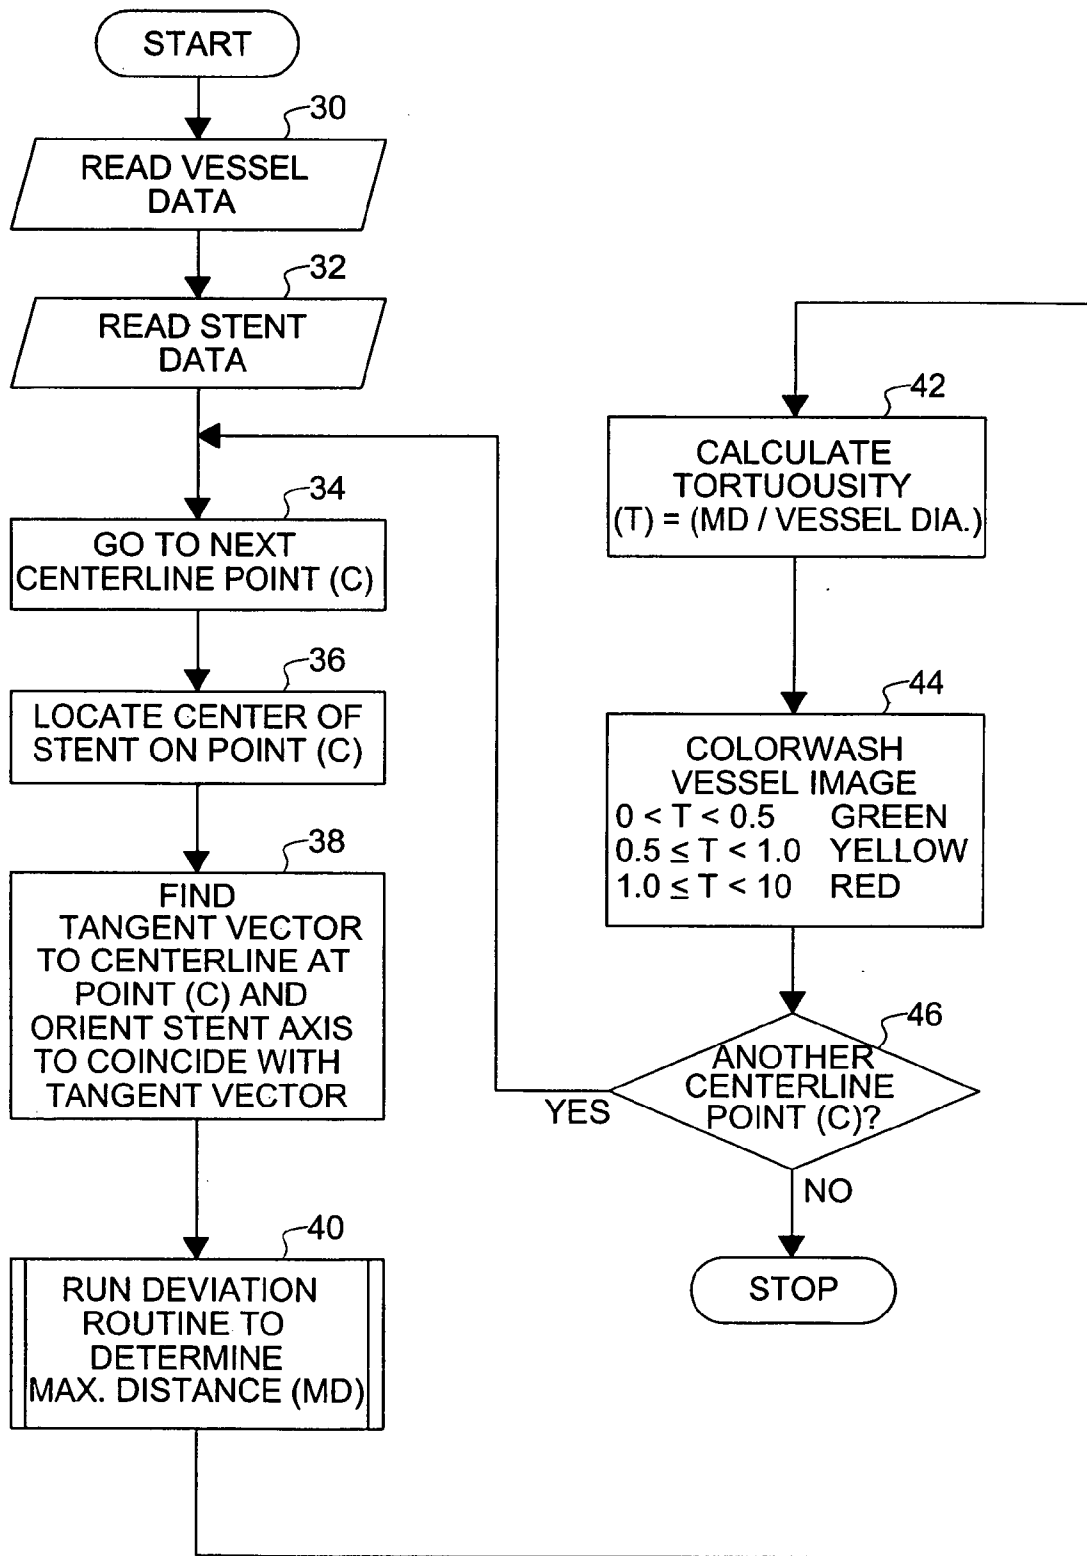 START
30
READ VESSEL
DATA
32
READ STENT
DATA
34
GO TO NEXT
CENTERLINE POINT (C)
36
LOCATE CENTER OF
STENT ON POINT (C)
38
FIND
TANGENT VECTOR
TO CENTERLINE AT
POINT (C) AND
ORIENT STENT AXIS
TO COINCIDE WITH
TANGENT VECTOR
40
RUN DEVIATION
ROUTINE TO
DETERMINE
MAX. DISTANCE (MD)
42
CALCULATE
TORTUOUSITY
(T) = (MD / VESSEL DIA.)
44
COLORWASH
VESSEL IMAGE
0 < T < 0.5 GREEN
0.5 ≤ T < 1.0 YELLOW
1.0 ≤ T < 10 RED
46
ANOTHER
CENTERLINE
POINT (C)?
YES
NO
STOP